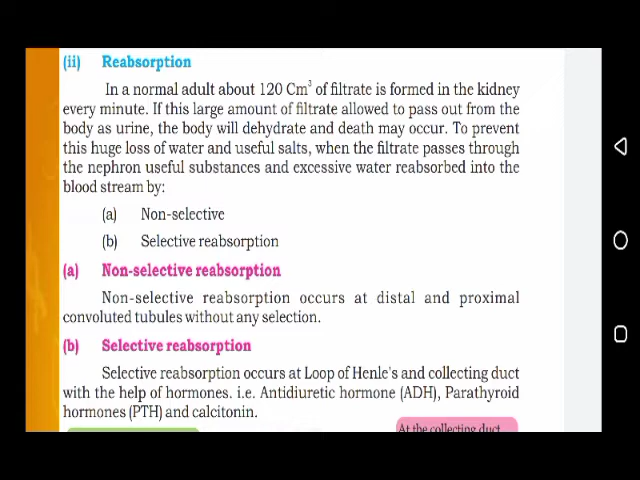 (ii) Reabsorption
In a normal adult about 120 Cm³ of filtrate is formed in the kidney
every minute. If this large amount of filtrate allowed to pass out from the
body as urine, the body will dehydrate and death may occur. To prevent
this huge loss of water and useful salts, when the filtrate passes through
the nephron useful substances and excessive water reabsorbed into the
blood stream by:
(a) Non-selective
(b) Selective reabsorption
(a) Non-selective reabsorption
Non-selective reabsorption occurs at distal and proximal
convoluted tubules without any selection.
(b) Selective reabsorption
Selective reabsorption occurs at Loop of Henle's and collecting duct
with the help of hormones. i.e. Antidiuretic hormone (ADH), Parathyroid
hormones (PTH) and calcitonin.
At the collecting duct